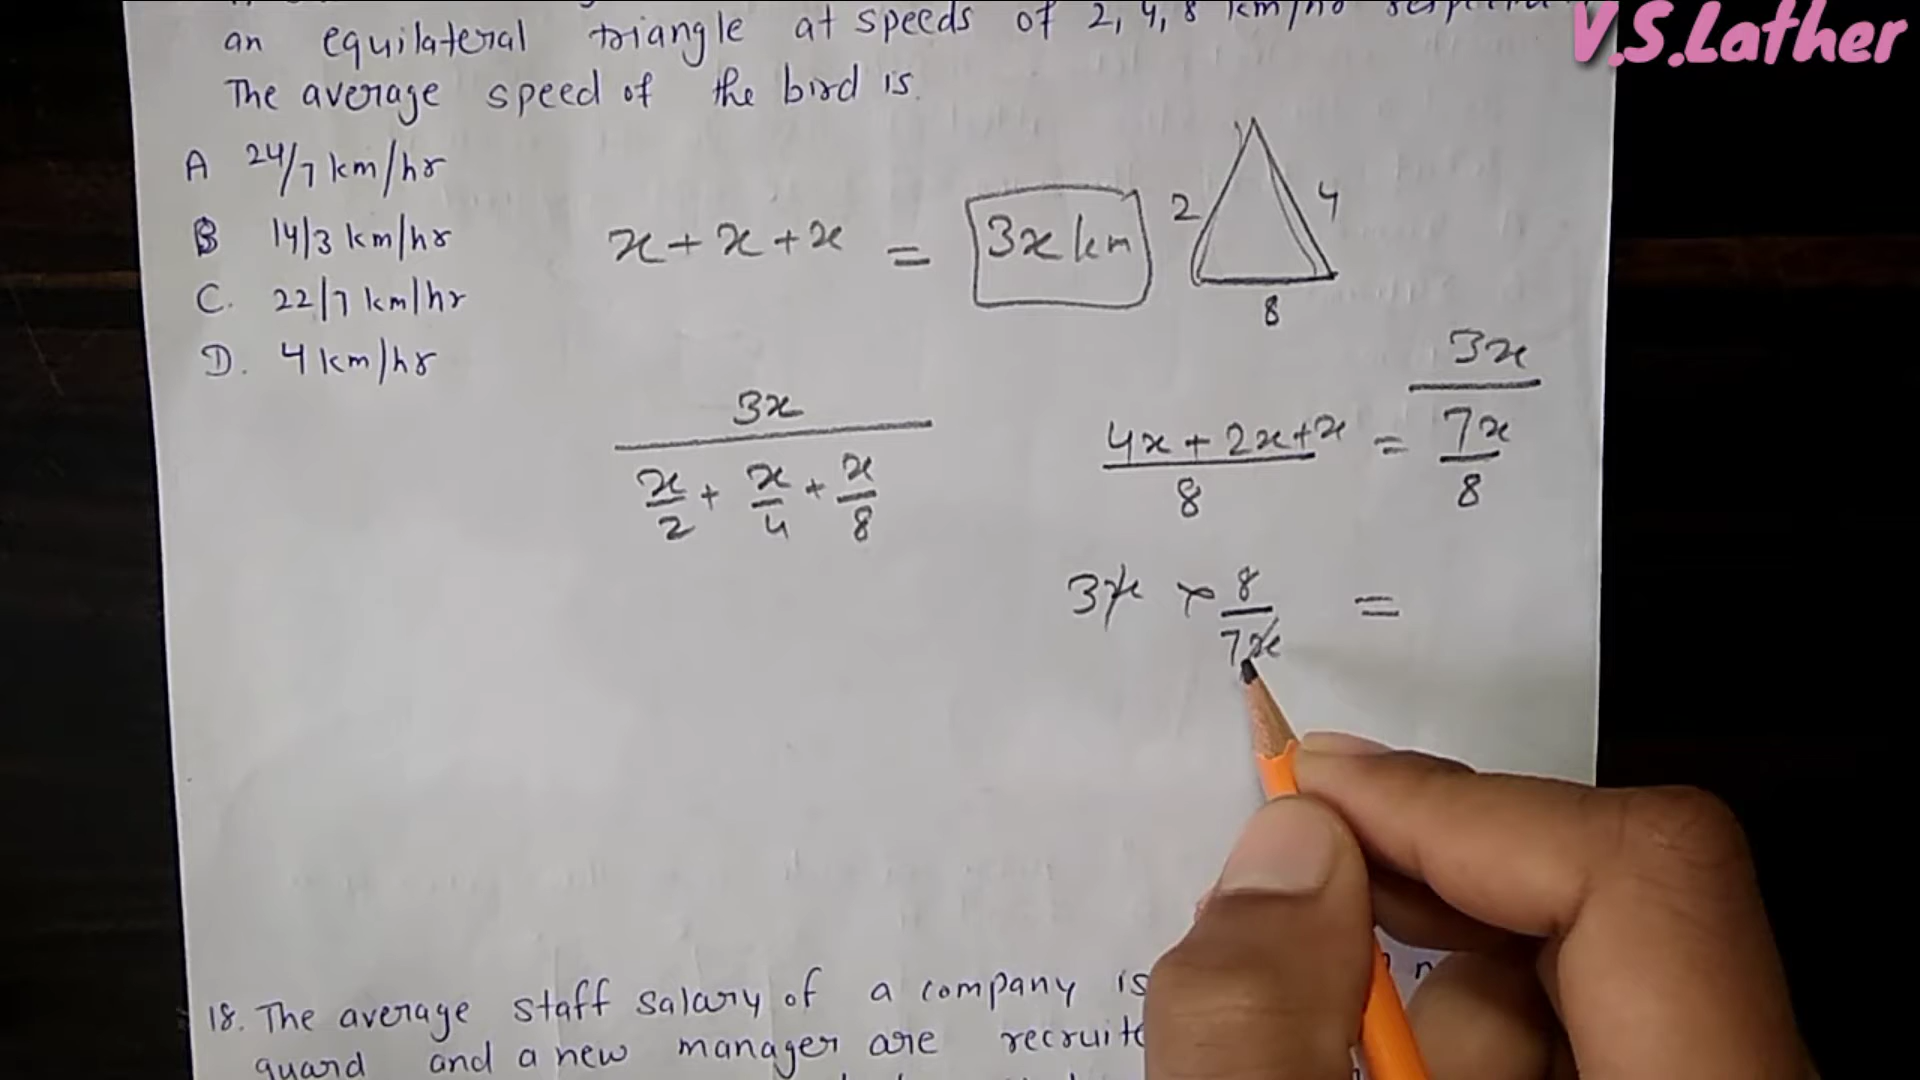 at speeds of 2, 4, 8 km/hr
V.S.Lather
an equilateral triangle
The average speed of the bird is.
A 24/7 km/hr
B 14/3 km/hr
C. 22/7 km/hr
D. 4 km/hr
x + x + x = 3x km
2
4
8
3x
x/2 + x/4 + x/8
4x + 2x + x / 8 = 3x / 7x/8
3x × 8/7x =
18. The average staff salary of a company is
guard and a new manager are